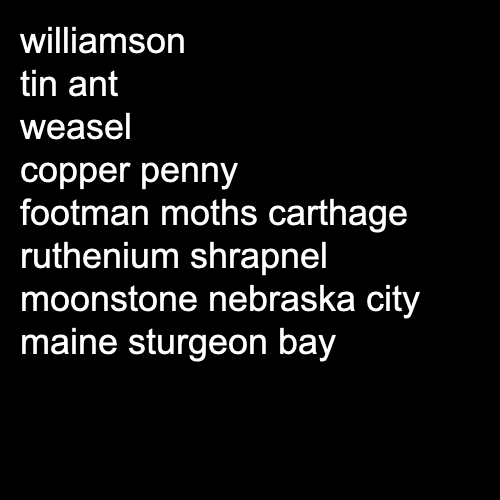 williamson
tin ant
weasel
copper penny
footman moths carthage
ruthenium shrapnel
moonstone nebraska city
maine sturgeon bay